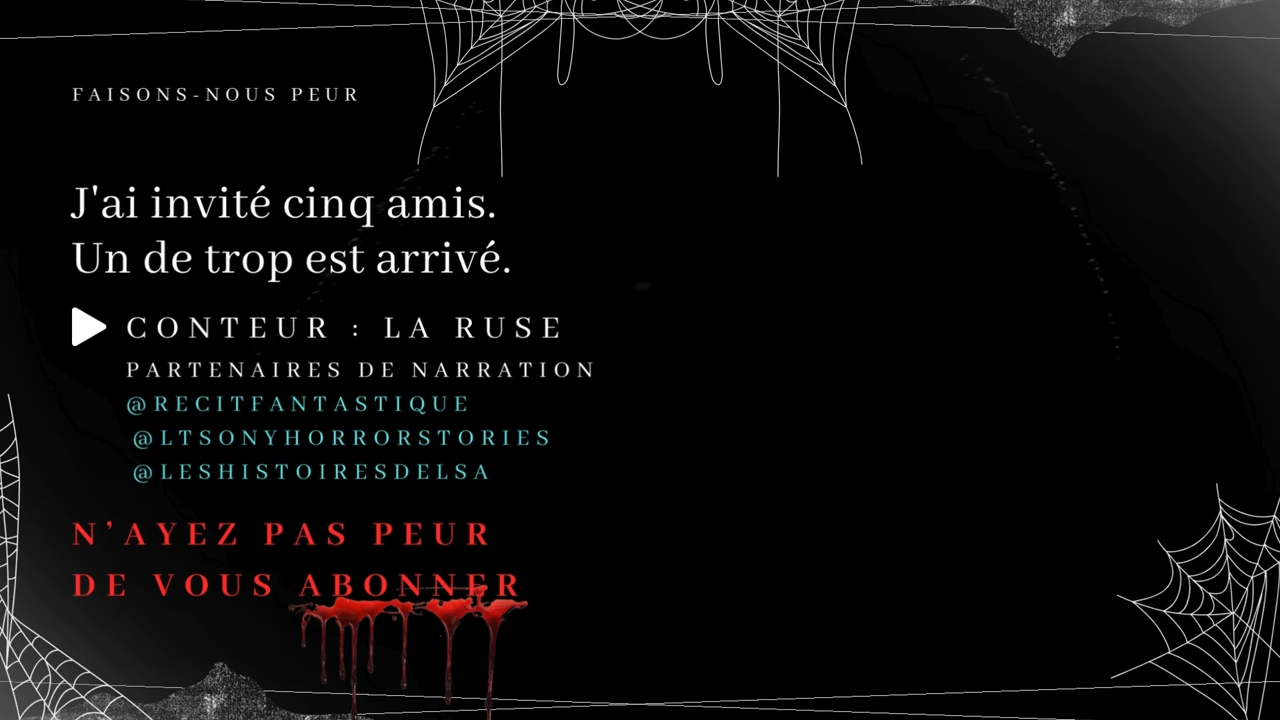 FAISONS-NOUS PEUR
J'ai invité cinq amis.
Un de trop est arrivé.
CONTEUR : LA RUSE
PARTENAIRES DE NARRATION
@RECITFANTASTIQUE
@LTSONYHORRORSTORIES
@LESHISTOIRESDELSA
N’AYEZ PAS PEUR
DE VOUS ABONNER